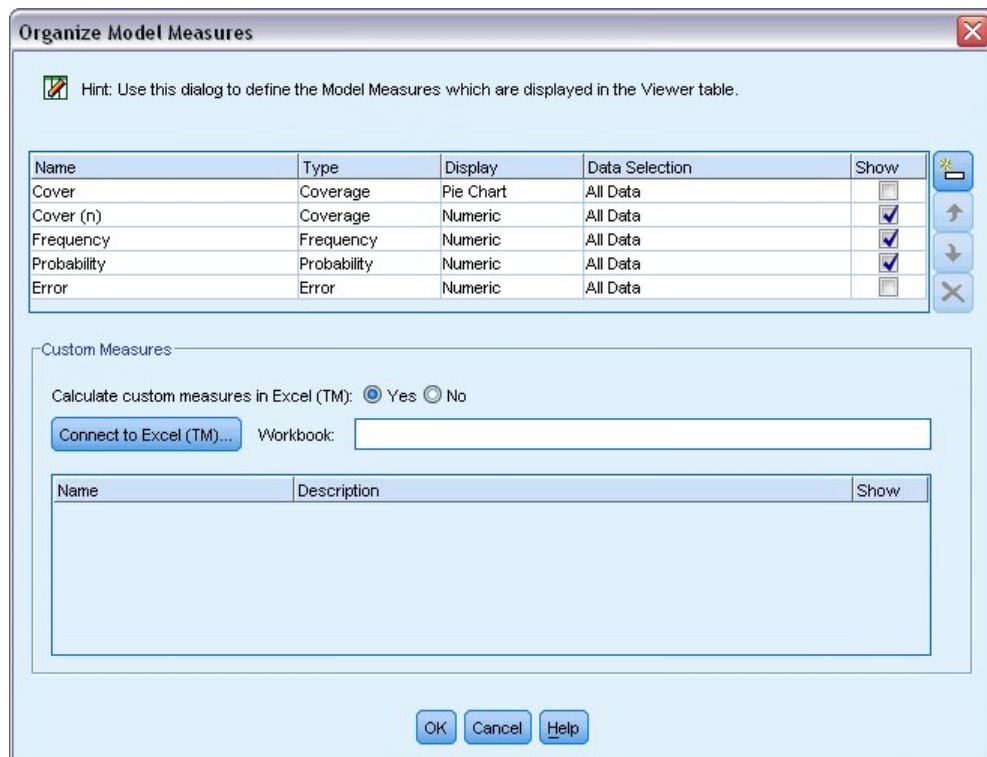 Organize Model Measures
Hint: Use this dialog to define the Model Measures which are displayed in the Viewer table.
Name Type Display Data Selection Show
Cover Coverage Pie Chart All Data
Cover (n) Coverage Numeric All Data
Frequency Frequency Numeric All Data
Probability Probability Numeric All Data
Error Error Numeric All Data
Custom Measures
Calculate custom measures in Excel (TM): Yes No
Connect to Excel (TM)... Workbook:
Name Description Show
OK Cancel Help